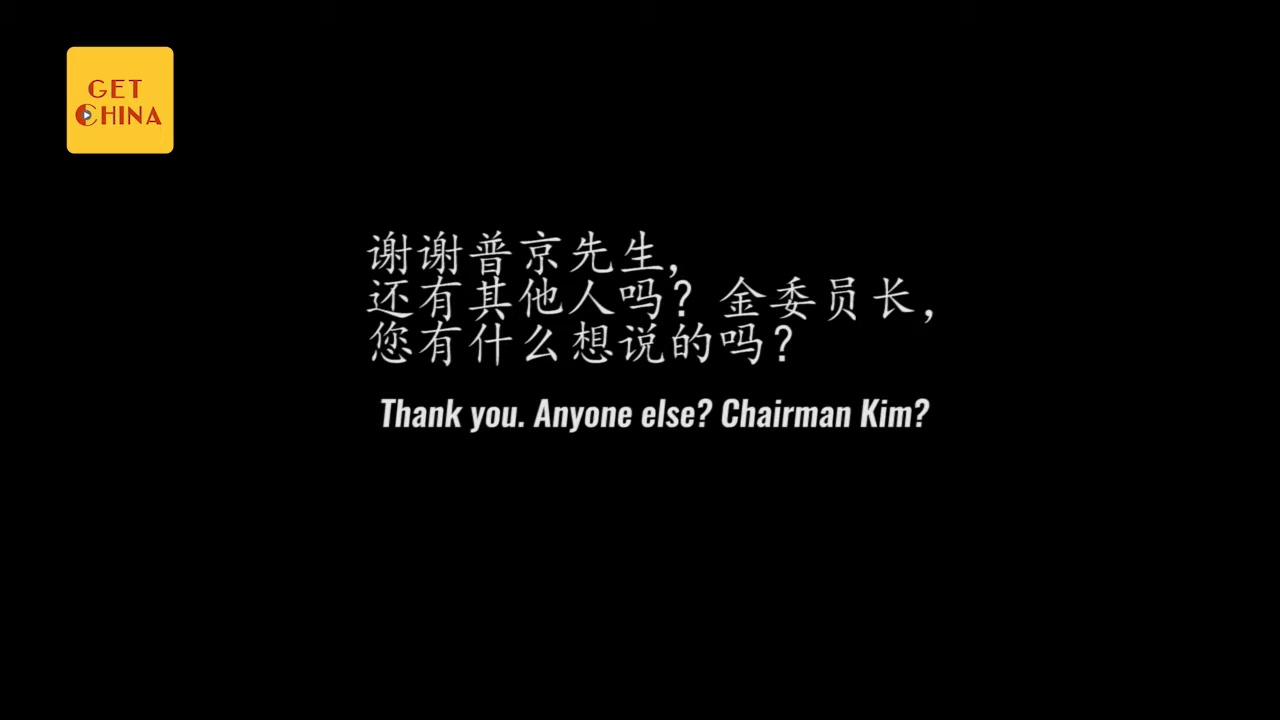 GET
CHINA
谢谢普京先生,
还有其他人吗？金委员长，
您有什么想说的吗？
Thank you. Anyone else? Chairman Kim?